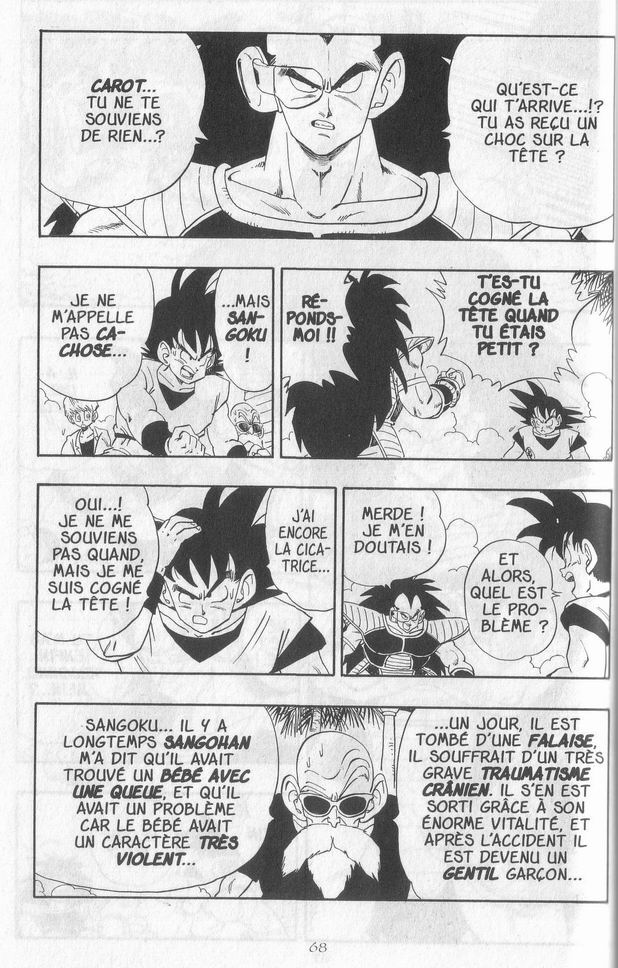 CAROT...
TU NE TE
SOUVIENS
DE RIEN...?
QU'EST-CE
QUI T'ARRIVE...!?
TU AS REÇU UN
CHOC SUR LA
TÊTE ?
JE NE
M'APPELLE
PAS CA-
CHOSE...
...MAIS
SAN-
GOKU
!
RÉ-
PONDS-
MOI !!
T'ES-TU
COGNÉ LA
TÊTE QUAND
TU ÉTAIS
PETIT ?
OUI...!
JE NE ME
SOUVIENS
PAS QUAND,
MAIS JE ME
SUIS COGNÉ
LA TÊTE !
J'AI
ENCORE
LA CICA-
TRICE...
MERDE !
JE M'EN
DOUTAIS !
ET
ALORS,
QUEL EST
LE PRO-
BLÈME ?
SANGOKU... IL Y A
LONGTEMPS SANGOHAN
M'A DIT QU'IL AVAIT
TROUVÉ UN BÉBÉ AVEC
UNE QUEUE, ET QU'IL
AVAIT UN PROBLÈME
CAR LE BÉBÉ AVAIT
UN CARACTÈRE TRÈS
VIOLENT...
...UN JOUR, IL EST
TOMBÉ D'UNE FALAISE,
IL SOUFFRAIT D'UN TRÈS
GRAVE TRAUMATISME
CRÂNIEN. IL S'EN EST
SORTI GRÂCE À SON
ÉNORME VITALITÉ, ET
APRÈS L'ACCIDENT IL
EST DEVENU UN
GENTIL GARÇON...
68